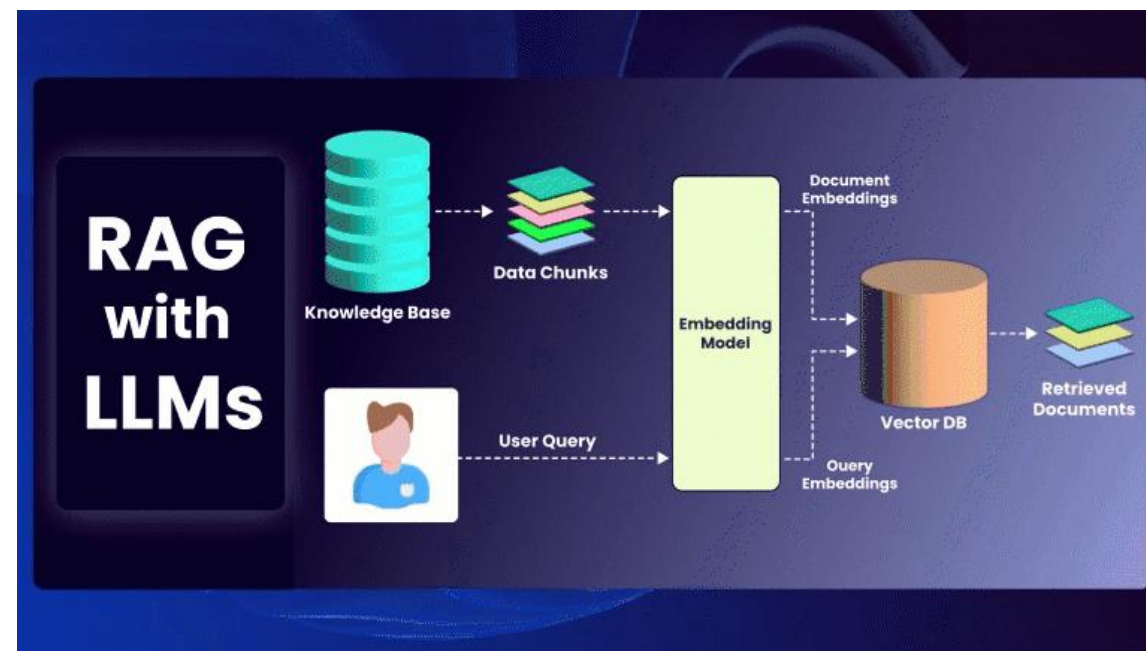 RAG
with
LLMs
Knowledge Base
Data Chunks
User Query
Embedding
Model
Document
Embeddings
Ouery
Embeddings
Vector DB
Retrieved
Documents